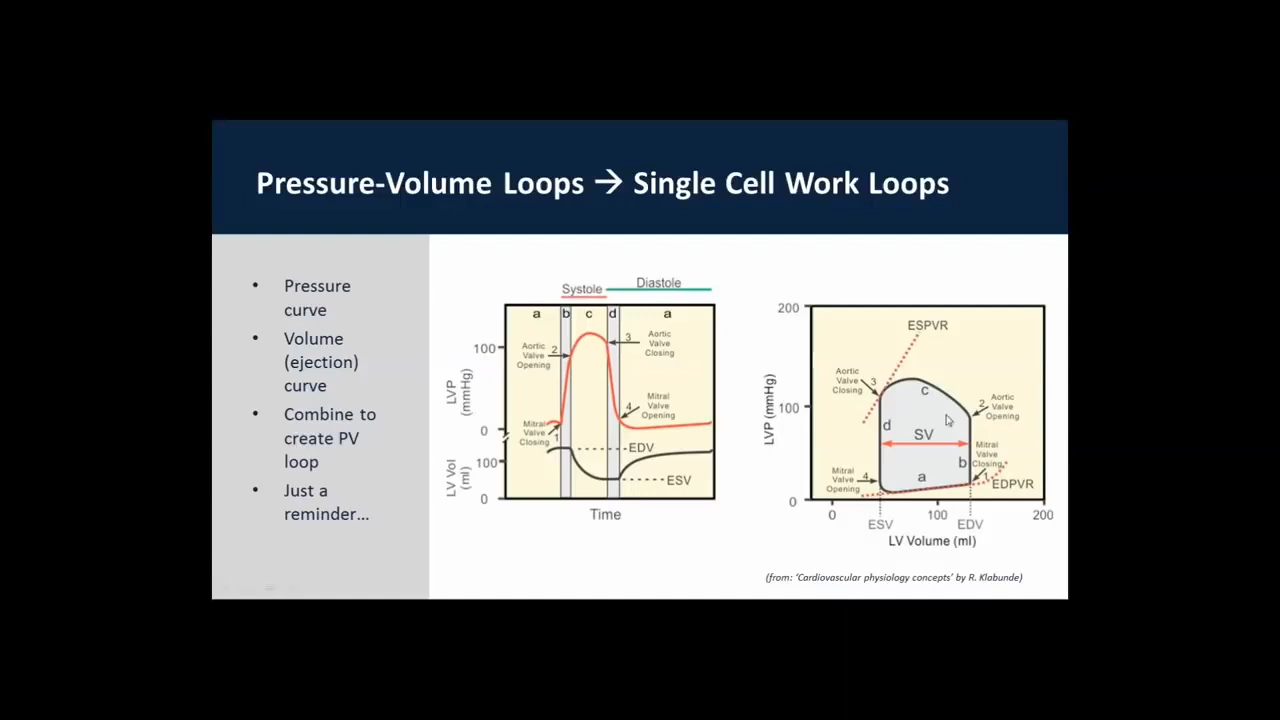 Pressure-Volume Loops → Single Cell Work Loops
• Pressure
curve
• Volume
(ejection)
curve
• Combine to
create PV
loop
• Just a
reminder…
Systole
Diastole
a b c d a
100
0
LVP
(mmHg)
Aortic
Valve
Opening
2
3
Aortic
Valve
Closing
4
Mitral
Valve
Opening
Mitral
Valve
Closing
1
EDV
ESV
100
0
LV Vol
(ml)
Time
200
100
0
LVP (mmHg)
ESPVR
Aortic
Valve
Closing
3
c
2
Aortic
Valve
Opening
d
SV
b
Mitral
Valve
Closing
1
Mitral
Valve
Opening
4
a
EDPVR
0 100 200
ESV EDV
LV Volume (ml)
(from: ‘Cardiovascular physiology concepts’ by R. Klabunde)